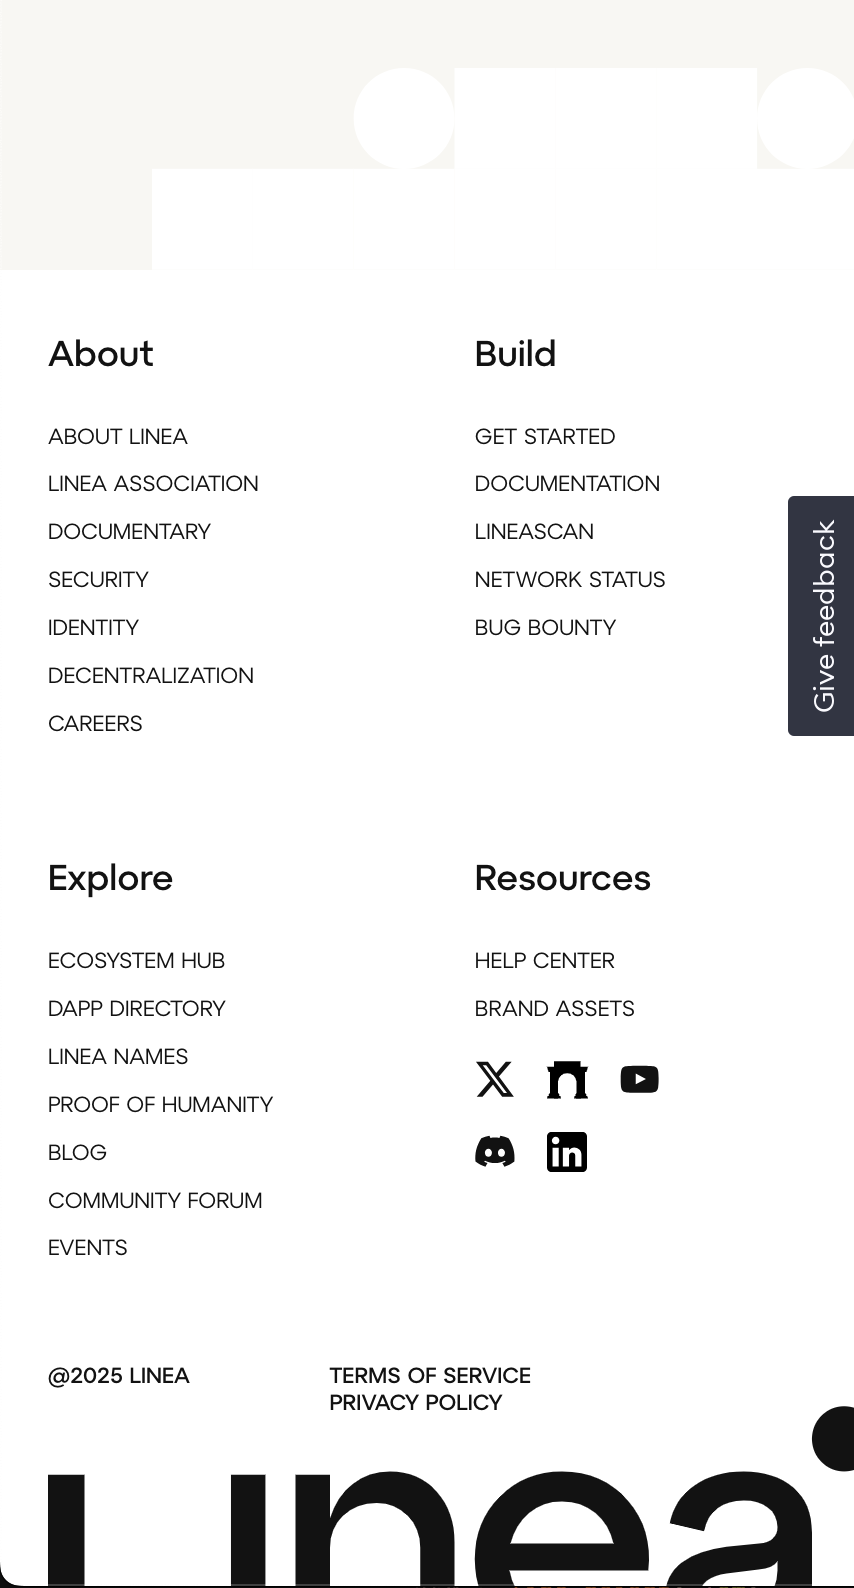 About
ABOUT LINEA
LINEA ASSOCIATION
DOCUMENTARY
SECURITY
IDENTITY
DECENTRALIZATION
CAREERS
Build
GET STARTED
DOCUMENTATION
LINEASCAN
NETWORK STATUS
BUG BOUNTY
Give feedback
Explore
ECOSYSTEM HUB
DAPP DIRECTORY
LINEA NAMES
PROOF OF HUMANITY
BLOG
COMMUNITY FORUM
EVENTS
Resources
HELP CENTER
BRAND ASSETS
in
@2025 LINEA
TERMS OF SERVICE
PRIVACY POLICY
Linea